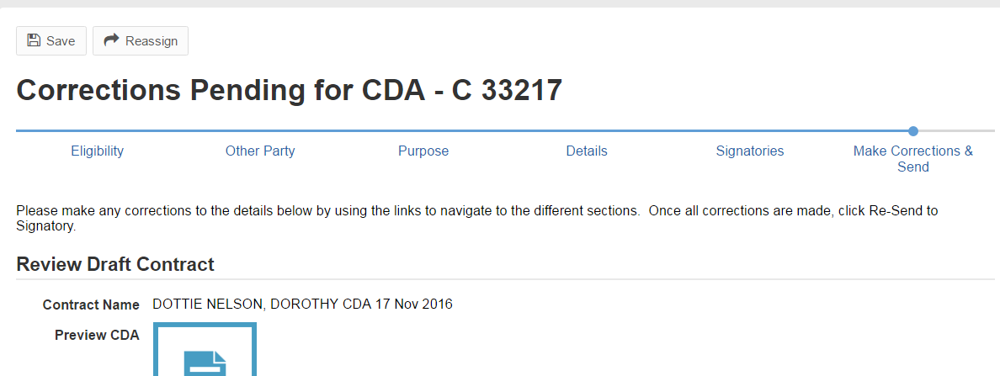 Save Reassign
Corrections Pending for CDA - C 33217
Eligibility Other Party Purpose Details Signatories Make Corrections &
Send
Please make any corrections to the details below by using the links to navigate to the different sections.  Once all corrections are made, click Re-Send to
Signatory.
Review Draft Contract
Contract Name DOTTIE NELSON, DOROTHY CDA 17 Nov 2016
Preview CDA